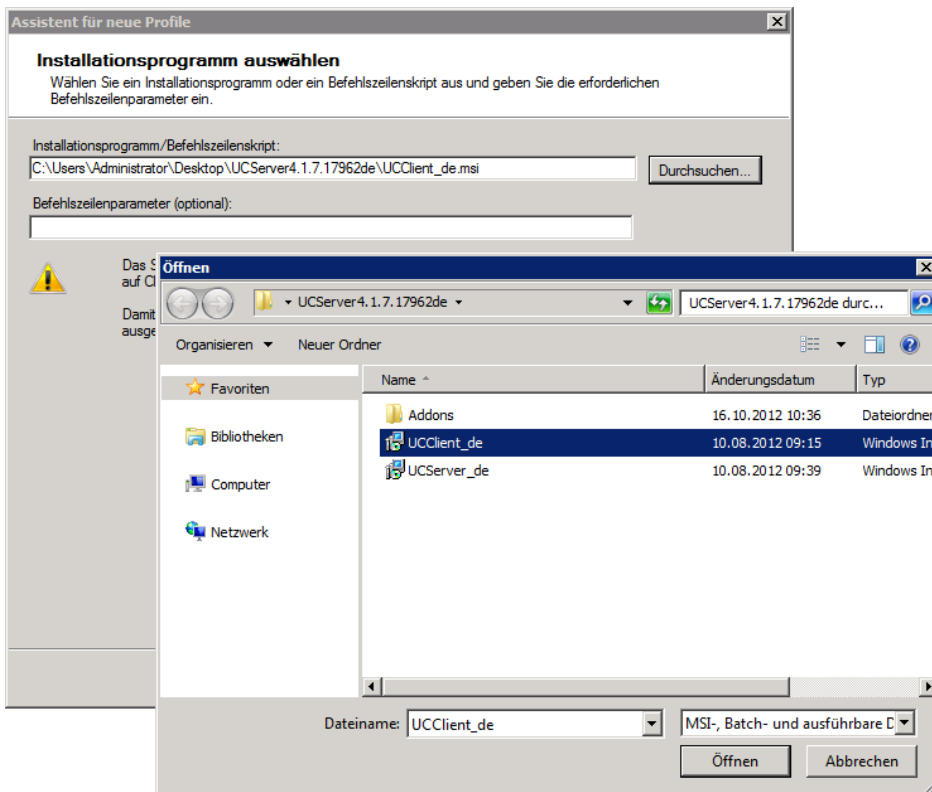 Assistent für neue Profile
Installationsprogramm auswählen
Wählen Sie ein Installationsprogramm oder ein Befehlszeilenskript aus und geben Sie die erforderlichen
Befehlszeilenparameter ein.
Installationsprogramm/Befehlszeilenskript:
C:\Users\Administrator\Desktop\UCServer4.1.7.17962de\UCClient_de.msi
Durchsuchen...
Befehlszeilenparameter (optional):
Das S
auf Cl
Damit
ausge
Öffnen
UCServer4.1.7.17962de
UCServer4.1.7.17962de durc...
Organisieren
Neuer Ordner
Name
Änderungsdatum
Typ
Favoriten
Bibliotheken
Computer
Netzwerk
Addons 16.10.2012 10:36 Dateiordner
UCClient_de 10.08.2012 09:15 Windows In
UCServer_de 10.08.2012 09:39 Windows In
Dateiname: UCClient_de
MSI-, Batch- und ausführbare D
Öffnen
Abbrechen